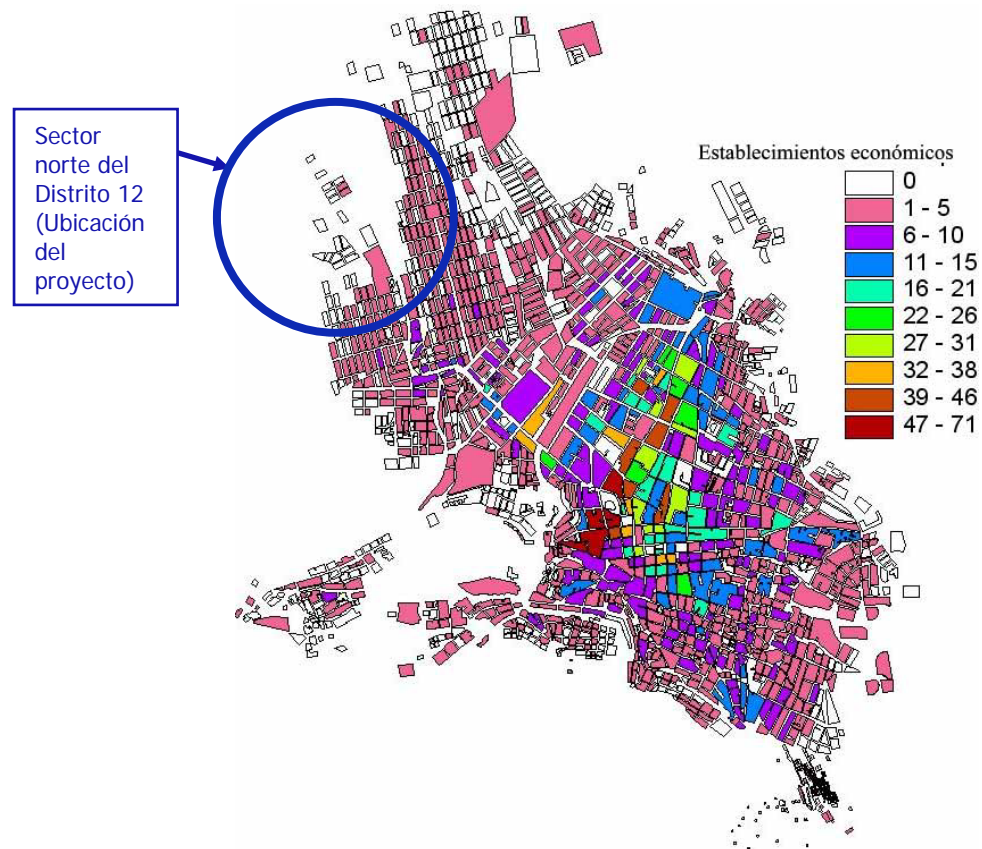 Sector
norte del
Distrito 12
(Ubicación
del
proyecto)
Establecimientos económicos
0
1 - 5
6 - 10
11 - 15
16 - 21
22 - 26
27 - 31
32 - 38
39 - 46
47 - 71